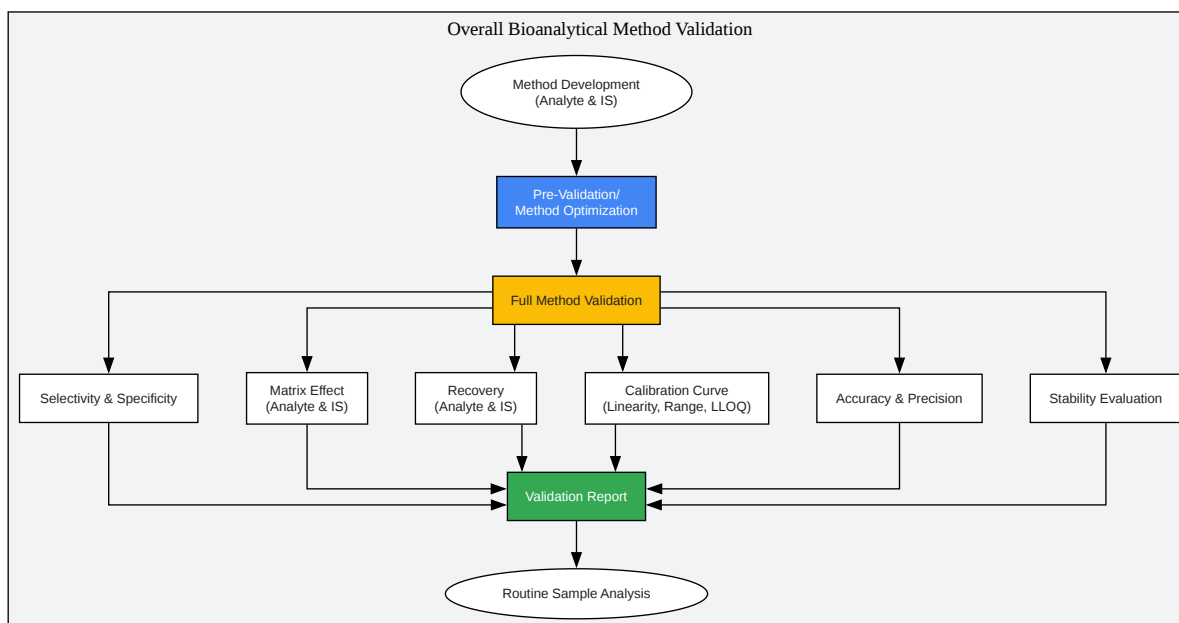 Overall Bioanalytical Method Validation
Method Development
(Analyte & IS)
Pre-Validation/
Method Optimization
Full Method Validation
Selectivity & Specificity
Matrix Effect
(Analyte & IS)
Recovery
(Analyte & IS)
Calibration Curve
(Linearity, Range, LLOQ)
Accuracy & Precision
Stability Evaluation
Validation Report
Routine Sample Analysis